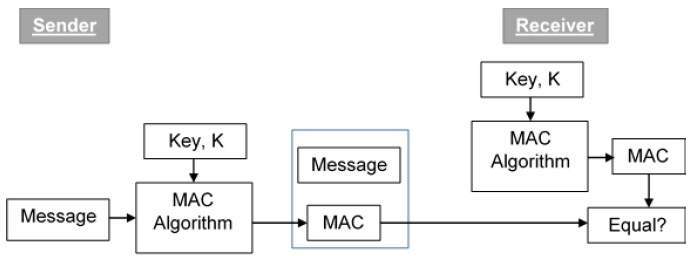 Sender
Receiver
Key, K
Key, K
MAC
Algorithm
MAC
Message
Message
MAC
Algorithm
MAC
Equal?